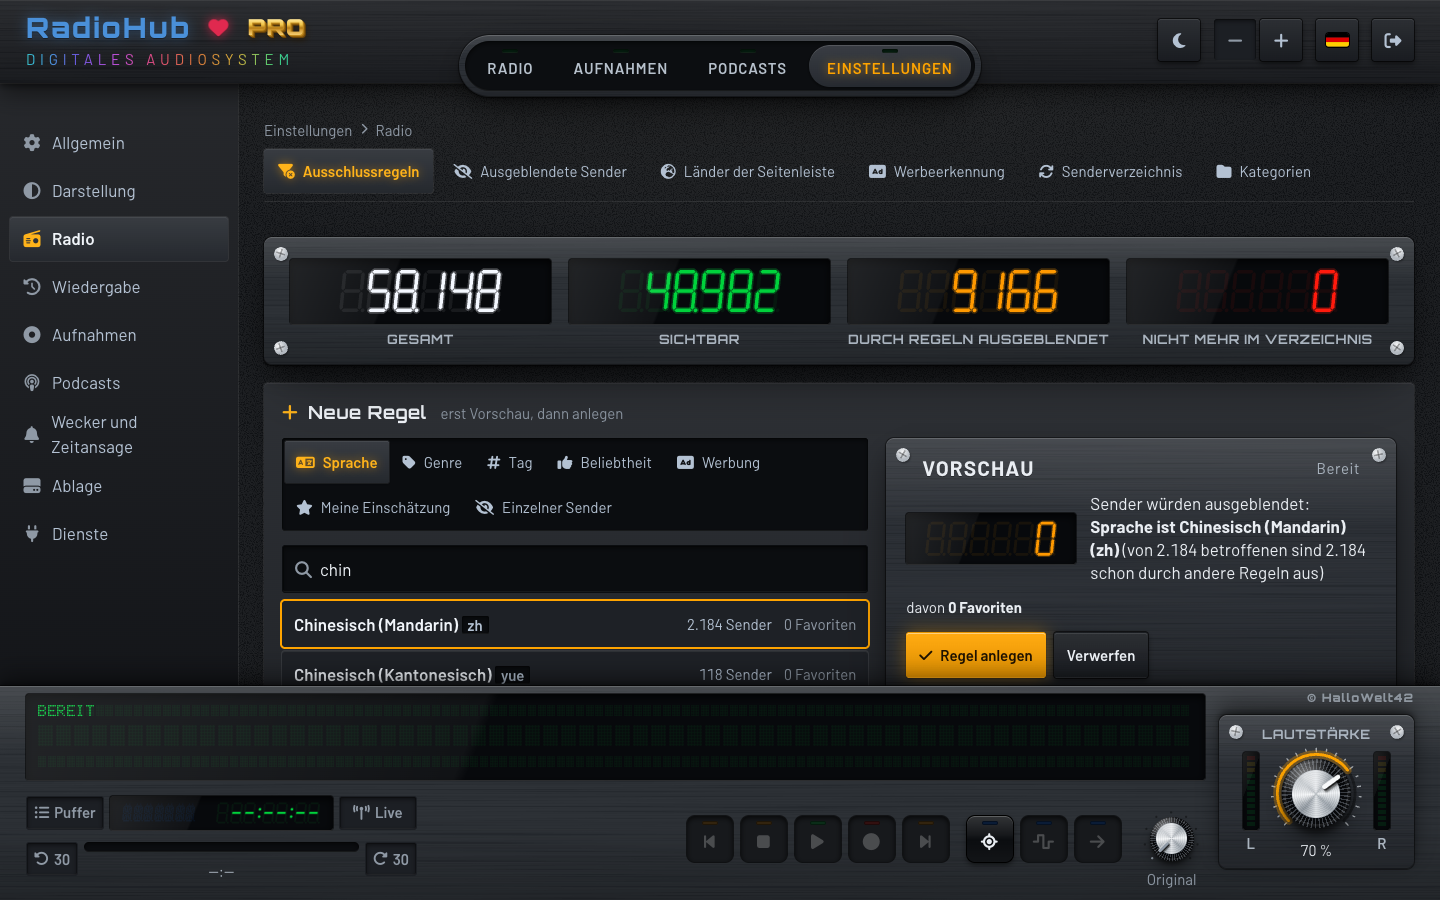 RadioHub PRO
DIGITALES AUDIOSYSTEM
RADIO AUFNAHMEN PODCASTS EINSTELLUNGEN
Allgemein
Darstellung
Radio
Wiedergabe
Aufnahmen
Podcasts
Wecker und
Zeitansage
Ablage
Dienste
Einstellungen > Radio
Ausschlussregeln Ausgeblendete Sender Länder der Seitenleiste Ad Werbeerkennung Senderverzeichnis Kategorien
58.148 48982 9.166 0
GESAMT SICHTBAR DURCH REGELN AUSGEBLENDET NICHT MEHR IM VERZEICHNIS
+ Neue Regel erst Vorschau, dann anlegen
Sprache Genre # Tag Beliebtheit Ad Werbung
Meine Einschätzung Einzelner Sender
chin
Chinesisch (Mandarin) zh 2.184 Sender 0 Favoriten
Chinesisch (Kantonesisch) yue 118 Sender 0 Favoriten
VORSCHAU Bereit
0
Sender würden ausgeblendet:
Sprache ist Chinesisch (Mandarin)
(zh) (von 2.184 betroffenen sind 2.184
schon durch andere Regeln aus)
davon 0 Favoriten
Regel anlegen Verwerfen
BEREIT
Puffer --:--:-- Live
30 30
–:–
Original
© HalloWelt42
LAUTSTÄRKE
L R
70 %